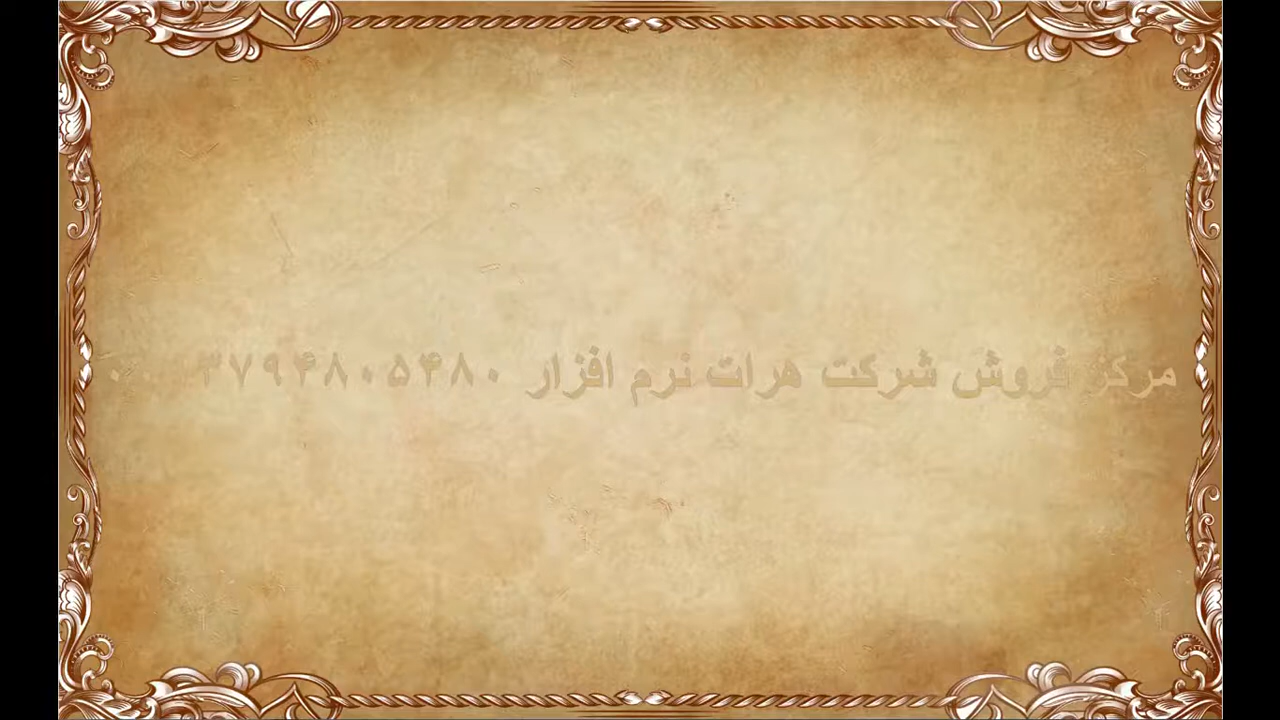 مرکز فروش شرکت هرات نرم افزار ۳۷۹۴۸۰۵۴۸۰